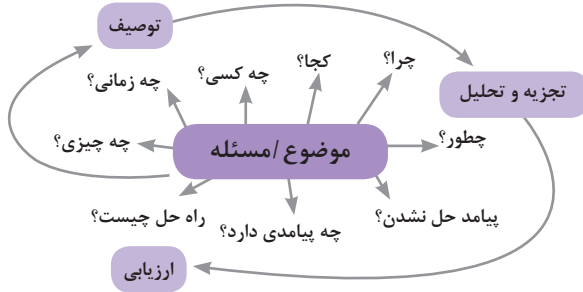 توصیف
چرا؟
کجا؟
چه کسی؟
چه زمانی؟
تجزیه و تحلیل
چطور؟
موضوع /مسئله
چه چیزی؟
پیامد حل نشدن؟
چه پیامدی دارد؟
راه حل چیست؟
ارزیابی